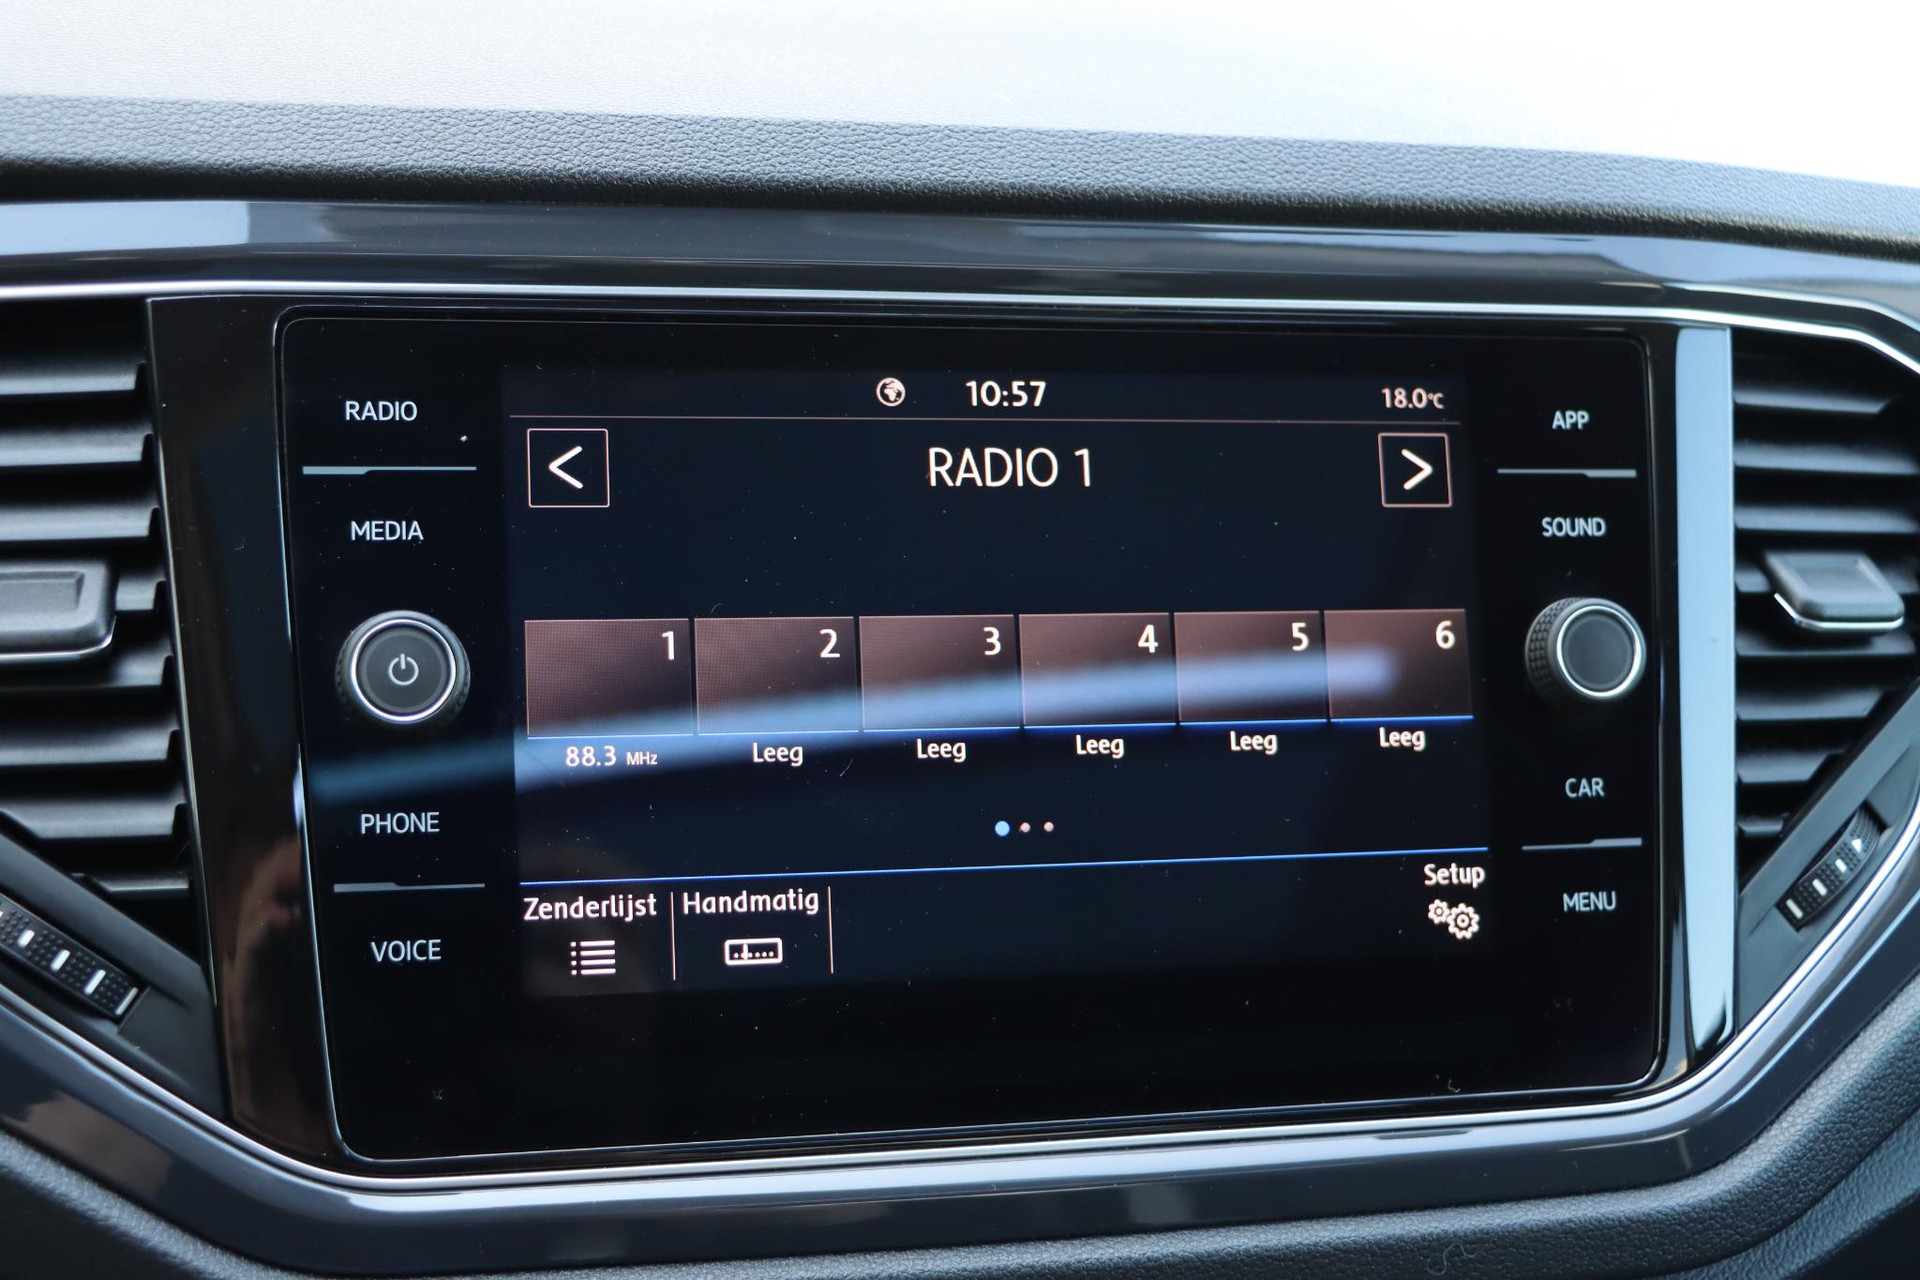 RADIO
MEDIA
PHONE
VOICE
10:57
18.0°C
<
RADIO 1
>
1 2 3 4 5 6
88.3 MHz Leeg Leeg Leeg Leeg Leeg
Zenderlijst Handmatig
Setup
APP
SOUND
CAR
MENU